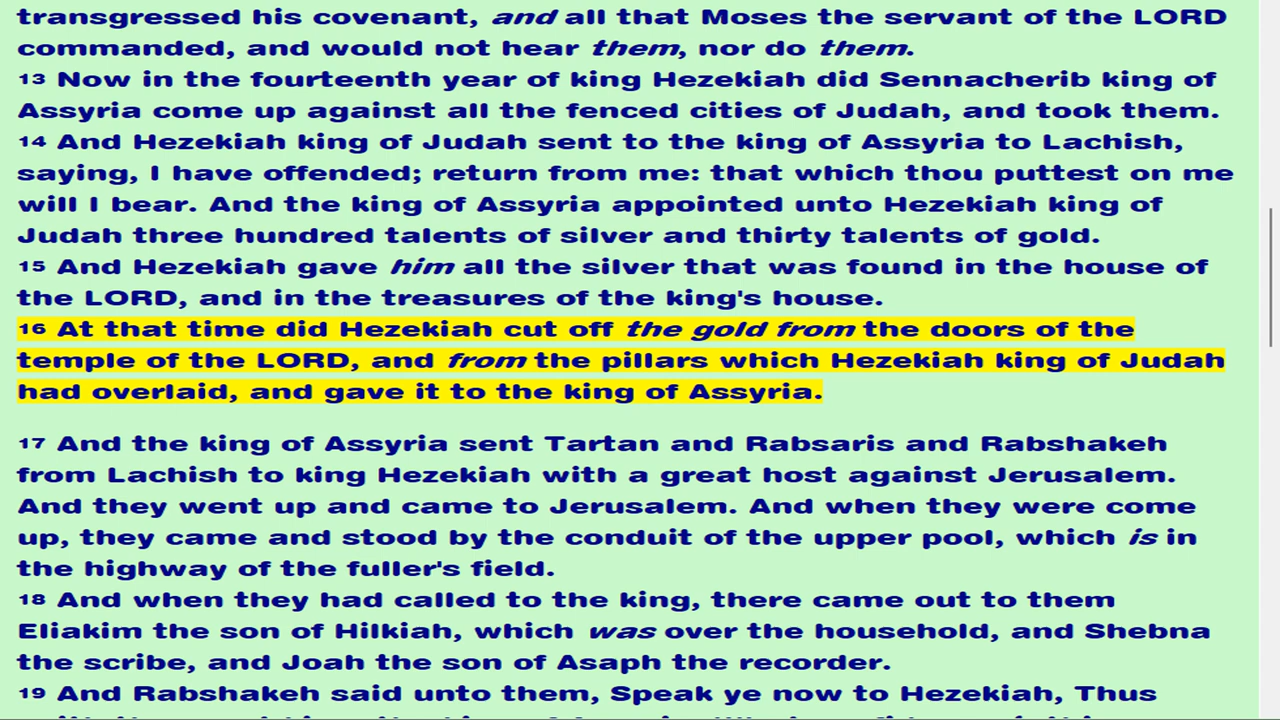 transgressed his covenant, and all that Moses the servant of the LORD
commanded, and would not hear them, nor do them.
13 Now in the fourteenth year of king Hezekiah did Sennacherib king of
Assyria come up against all the fenced cities of Judah, and took them.
14 And Hezekiah king of Judah sent to the king of Assyria to Lachish,
saying, I have offended; return from me: that which thou puttest on me
will I bear. And the king of Assyria appointed unto Hezekiah king of
Judah three hundred talents of silver and thirty talents of gold.
15 And Hezekiah gave him all the silver that was found in the house of
the LORD, and in the treasures of the king's house.
16 At that time did Hezekiah cut off the gold from the doors of the
temple of the LORD, and from the pillars which Hezekiah king of Judah
had overlaid, and gave it to the king of Assyria.
17 And the king of Assyria sent Tartan and Rabsaris and Rabshakeh
from Lachish to king Hezekiah with a great host against Jerusalem.
And they went up and came to Jerusalem. And when they were come
up, they came and stood by the conduit of the upper pool, which is in
the highway of the fuller's field.
18 And when they had called to the king, there came out to them
Eliakim the son of Hilkiah, which was over the household, and Shebna
the scribe, and Joah the son of Asaph the recorder.
19 And Rabshakeh said unto them, Speak ye now to Hezekiah, Thus